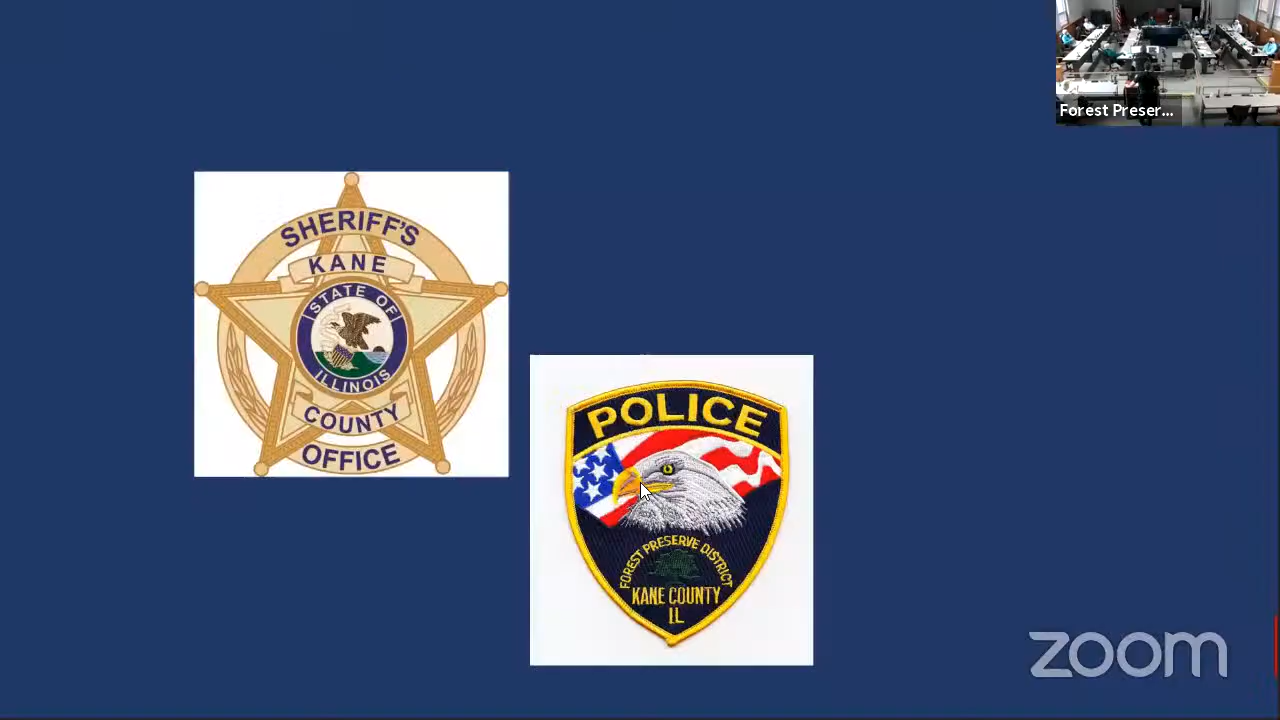 Forest Preser...
SHERIFF'S
KANE
STATE OF
ILLINOIS
COUNTY
OFFICE
POLICE
FOREST PRESERVE DISTRICT
KANE COUNTY
IL
zoom